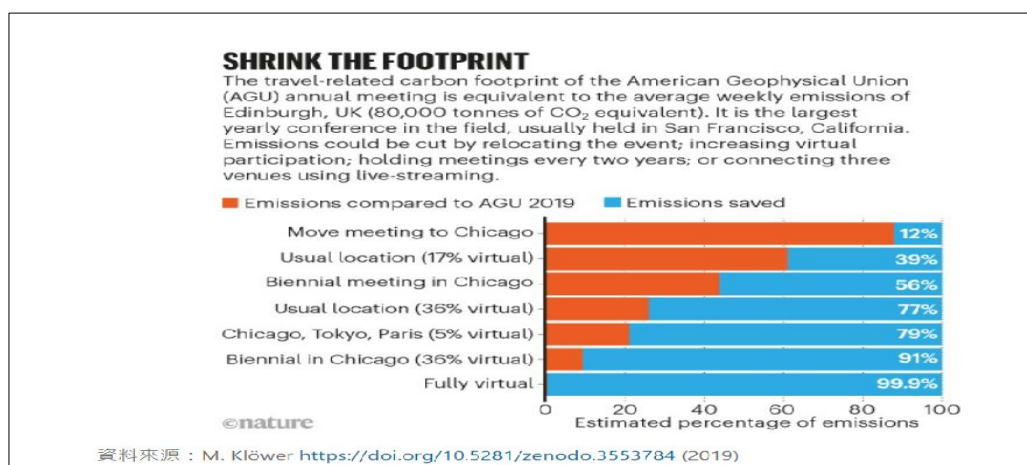 SHRINK THE FOOTPRINT
The travel-related carbon footprint of the American Geophysical Union
(AGU) annual meeting is equivalent to the average weekly emissions of
Edinburgh, UK (80,000 tonnes of CO₂ equivalent). It is the largest
yearly conference in the field, usually held in San Francisco, California.
Emissions could be cut by relocating the event; increasing virtual
participation; holding meetings every two years; or connecting three
venues using live-streaming.
Emissions compared to AGU 2019 Emissions saved
Move meeting to Chicago 12%
Usual location (17% virtual) 39%
Biennial meeting in Chicago 56%
Usual location (36% virtual) 77%
Chicago, Tokyo, Paris (5% virtual) 79%
Biennial in Chicago (36% virtual) 91%
Fully virtual 99.9%
0 20 40 60 80 100
©nature Estimated percentage of emissions
資料來源：M. Klöwer https://doi.org/10.5281/zenodo.3553784 (2019)